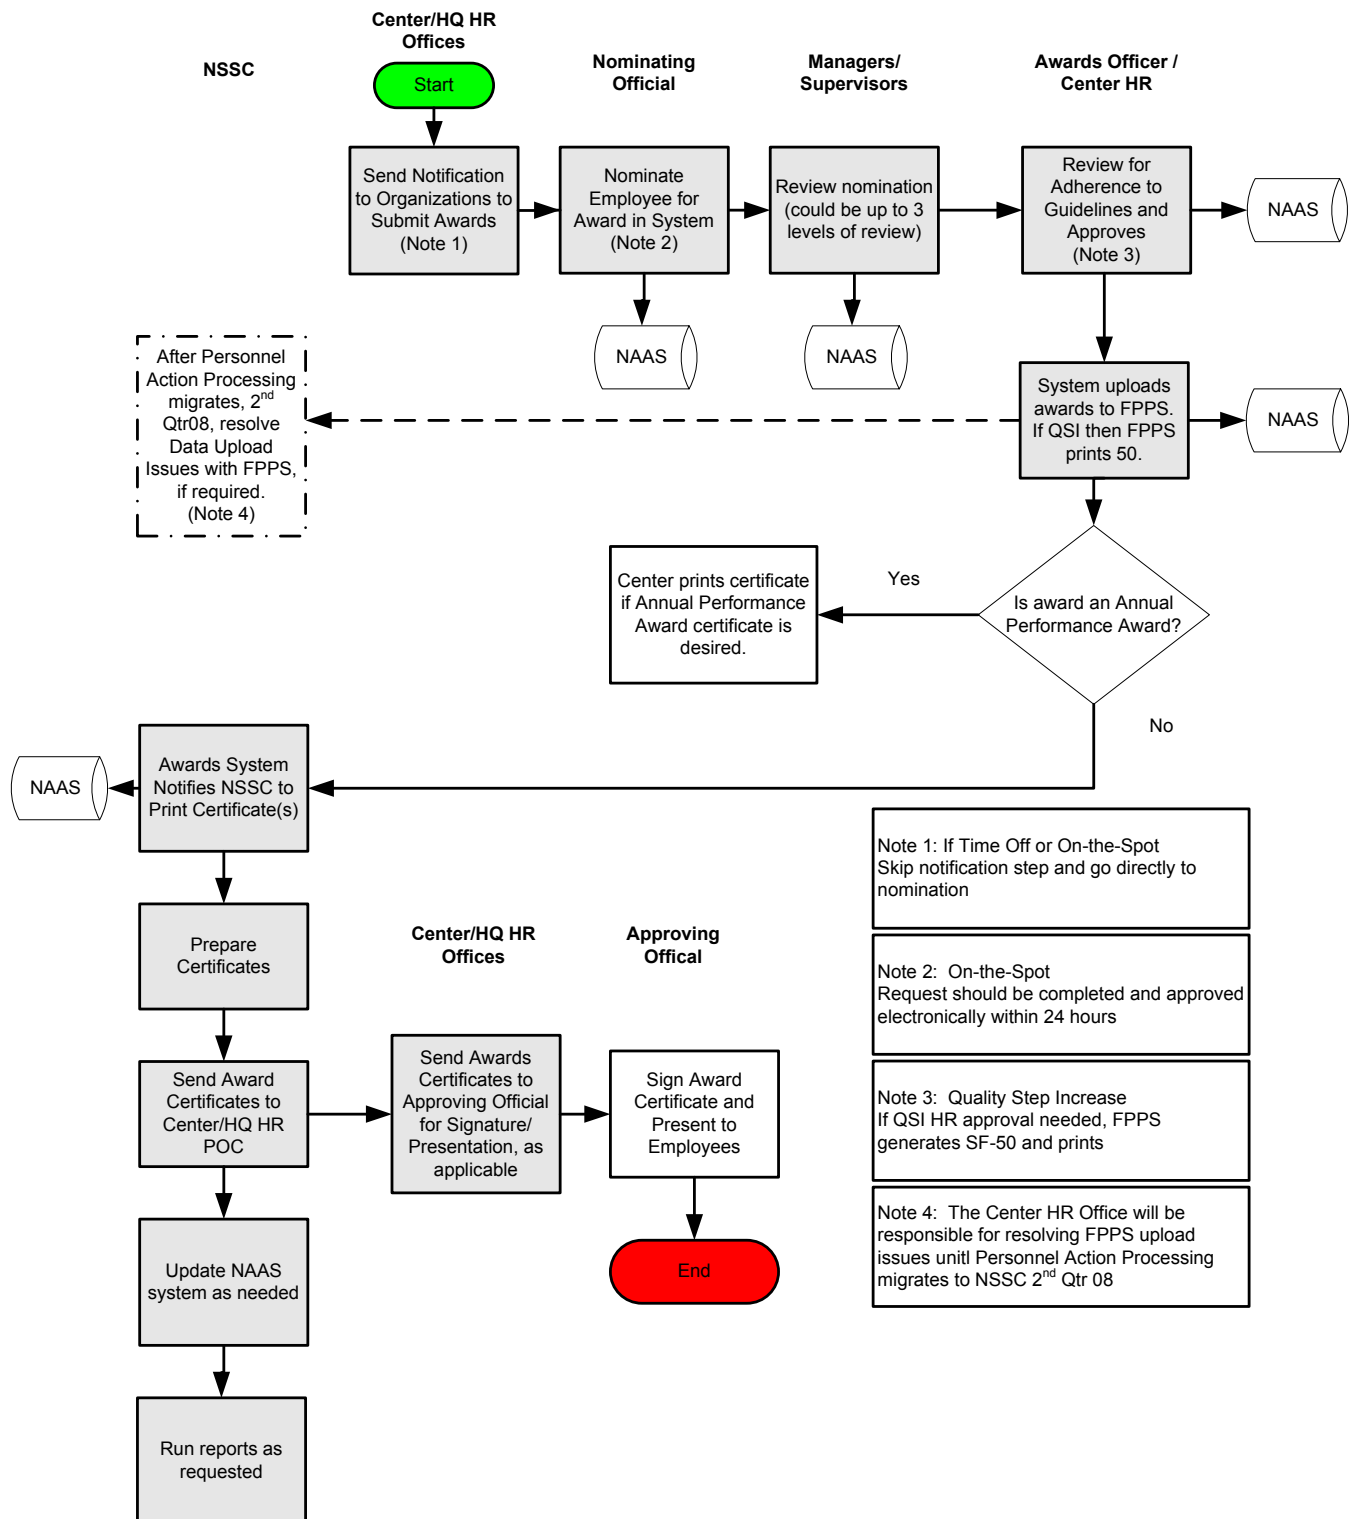 Center/HQ HR
Offices
NSSC
Nominating
Official
Managers/
Supervisors
Awards Officer /
Center HR
Start
Send Notification
to Organizations to
Submit Awards
(Note 1)
Nominate
Employee for
Award in System
(Note 2)
Review nomination
(could be up to 3
levels of review)
Review for
Adherence to
Guidelines and
Approves
(Note 3)
NAAS
NAAS
NAAS
After Personnel
Action Processing
migrates, 2nd
Qtr08, resolve
Data Upload
Issues with FPPS,
if required.
(Note 4)
System uploads
awards to FPPS.
If QSI then FPPS
prints 50.
NAAS
Center prints certificate
if Annual Performance
Award certificate is
desired.
Yes
Is award an Annual
Performance Award?
No
NAAS
Awards System
Notifies NSSC to
Print Certificate(s)
Note 1: If Time Off or On-the-Spot
Skip notification step and go directly to
nomination
Prepare
Certificates
Center/HQ HR
Offices
Approving
Offical
Note 2: On-the-Spot
Request should be completed and approved
electronically within 24 hours
Send Award
Certificates to
Center/HQ HR
POC
Send Awards
Certificates to
Approving Official
for Signature/
Presentation, as
applicable
Sign Award
Certificate and
Present to
Employees
Note 3: Quality Step Increase
If QSI HR approval needed, FPPS
generates SF-50 and prints
Note 4: The Center HR Office will be
responsible for resolving FPPS upload
issues unitl Personnel Action Processing
migrates to NSSC 2nd Qtr 08
Update NAAS
system as needed
End
Run reports as
requested